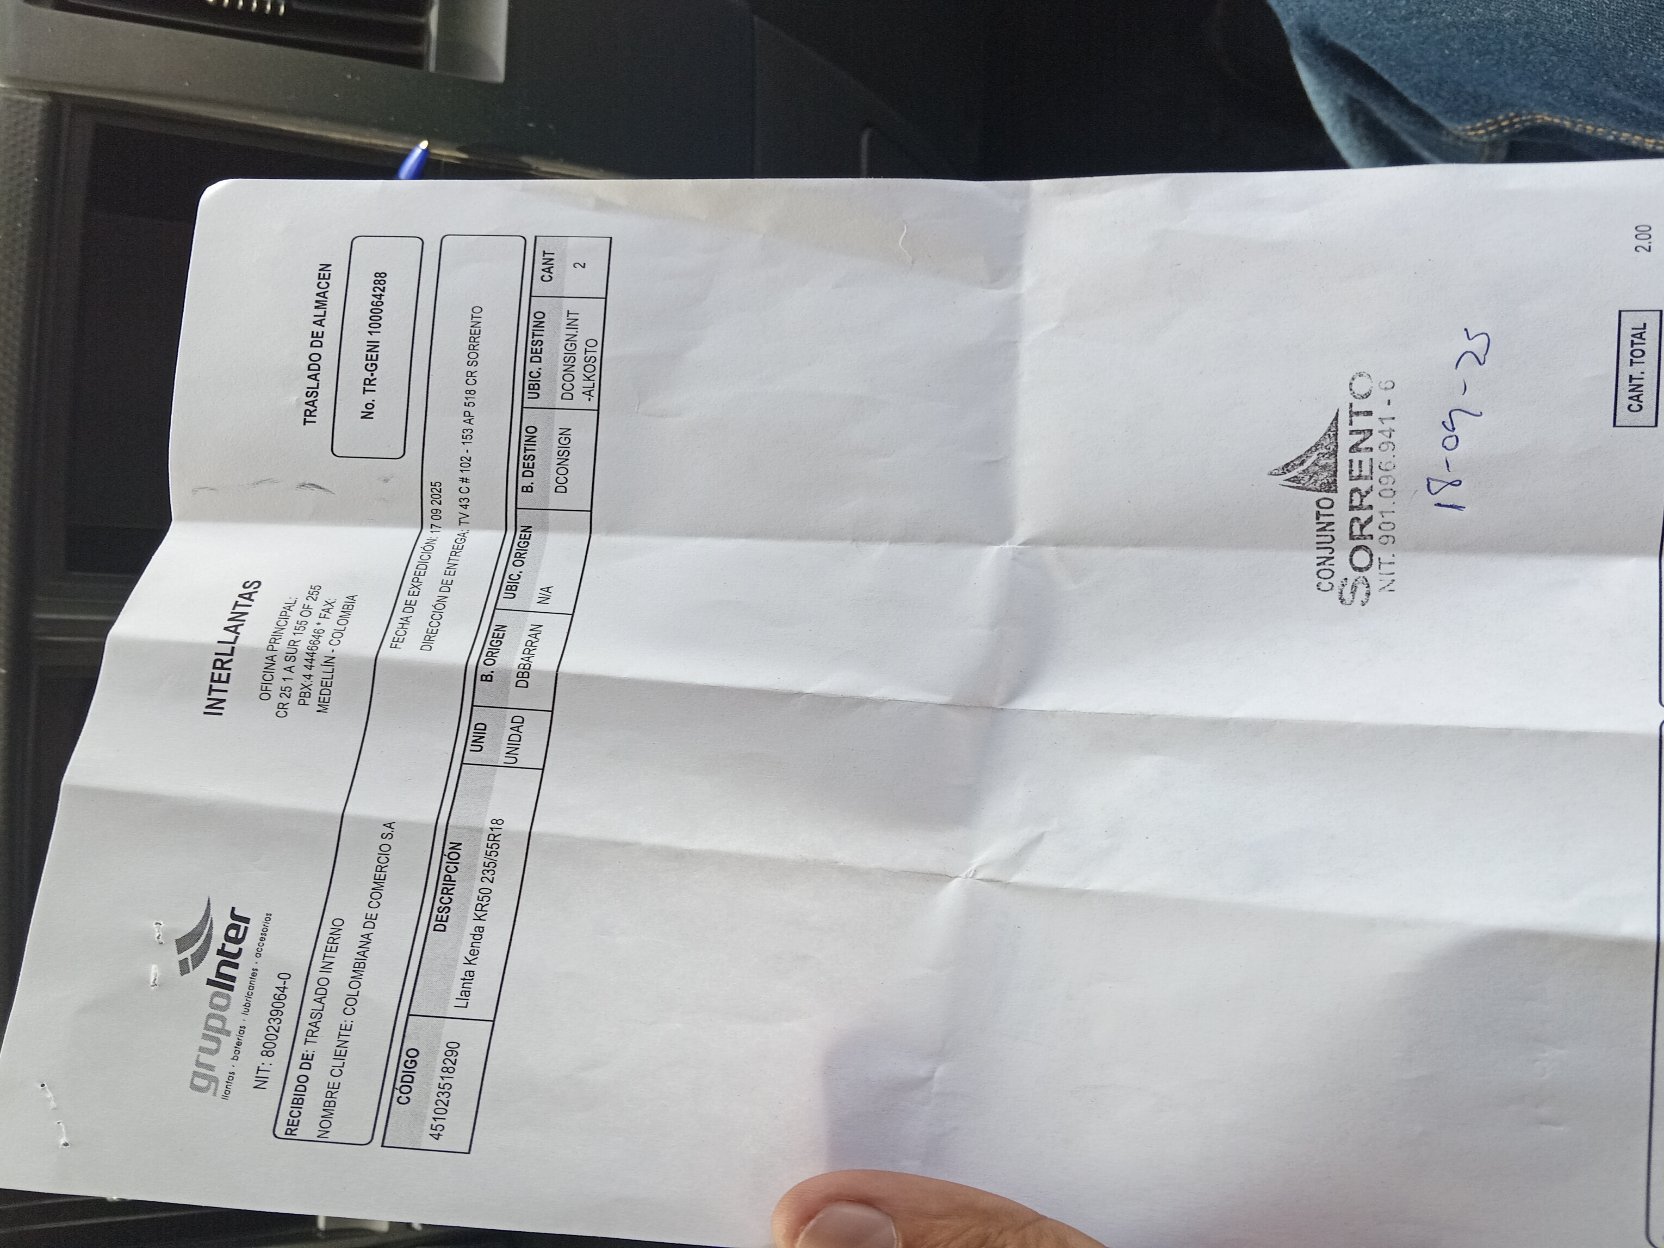 grupoInter
llantas · baterías · lubricantes · accesorios
NIT: 800239064-0
INTERLLANTAS
OFICINA PRINCIPAL:
CR 25 1 A SUR 155 OF 255
PBX:4 4446646 * FAX:
MEDELLÍN - COLOMBIA
TRASLADO DE ALMACEN
No. TR-GENI 100064288
RECIBIDO DE: TRASLADO INTERNO
NOMBRE CLIENTE: COLOMBIANA DE COMERCIO S.A
FECHA DE EXPEDICIÓN: 17 09 2025
DIRECCIÓN DE ENTREGA: TV 43 C # 102 - 153 AP 518 CR SORRENTO
CÓDIGO DESCRIPCIÓN UNID B. ORIGEN UBIC. ORIGEN B. DESTINO UBIC. DESTINO CANT
451023518290 Llanta Kenda KR50 235/55R18 UNIDAD DBBARRAN N/A DCONSIGN DCONSIGN.INT 2
-ALKOSTO
CONJUNTO
SORRENTO
NIT. 901.096.941 - 6
18-09-25
CANT. TOTAL 2.00